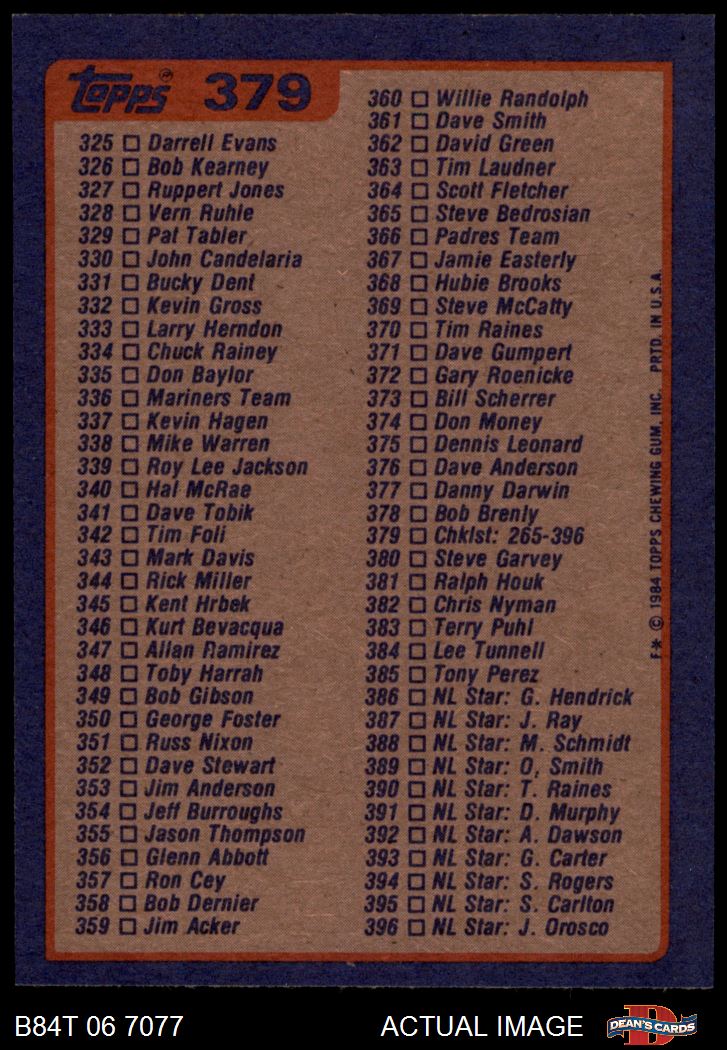 Topps 379
325 Darrell Evans
326 Bob Kearney
327 Ruppert Jones
328 Vern Ruhle
329 Pat Tabler
330 John Candelaria
331 Bucky Dent
332 Kevin Gross
333 Larry Herndon
334 Chuck Rainey
335 Don Baylor
336 Mariners Team
337 Kevin Hagen
338 Mike Warren
339 Roy Lee Jackson
340 Hal McRae
341 Dave Tobik
342 Tim Foli
343 Mark Davis
344 Rick Miller
345 Kent Hrbek
346 Kurt Bevacqua
347 Allan Ramirez
348 Toby Harrah
349 Bob Gibson
350 George Foster
351 Russ Nixon
352 Dave Stewart
353 Jim Anderson
354 Jeff Burroughs
355 Jason Thompson
356 Glenn Abbott
357 Ron Cey
358 Bob Dernier
359 Jim Acker
360 Willie Randolph
361 Dave Smith
362 David Green
363 Tim Laudner
364 Scott Fletcher
365 Steve Bedrosian
366 Padres Team
367 Jamie Easterly
368 Hubie Brooks
369 Steve McCatty
370 Tim Raines
371 Dave Gumpert
372 Gary Roenicke
373 Bill Scherrer
374 Don Money
375 Dennis Leonard
376 Dave Anderson
377 Danny Darwin
378 Bob Brenly
379 Chklst: 265-396
380 Steve Garvey
381 Ralph Houk
382 Chris Nyman
383 Terry Puhl
384 Lee Tunnell
385 Tony Perez
386 NL Star: G. Hendrick
387 NL Star: J. Ray
388 NL Star: M. Schmidt
389 NL Star: O. Smith
390 NL Star: T. Raines
391 NL Star: D. Murphy
392 NL Star: A. Dawson
393 NL Star: G. Carter
394 NL Star: S. Rogers
395 NL Star: S. Carlton
396 NL Star: J. Orosco
F* © 1984 TOPPS CHEWING GUM, INC. PRTD. IN U.S.A.
B84T 06 7077
ACTUAL IMAGE
DEAN'S CARDS